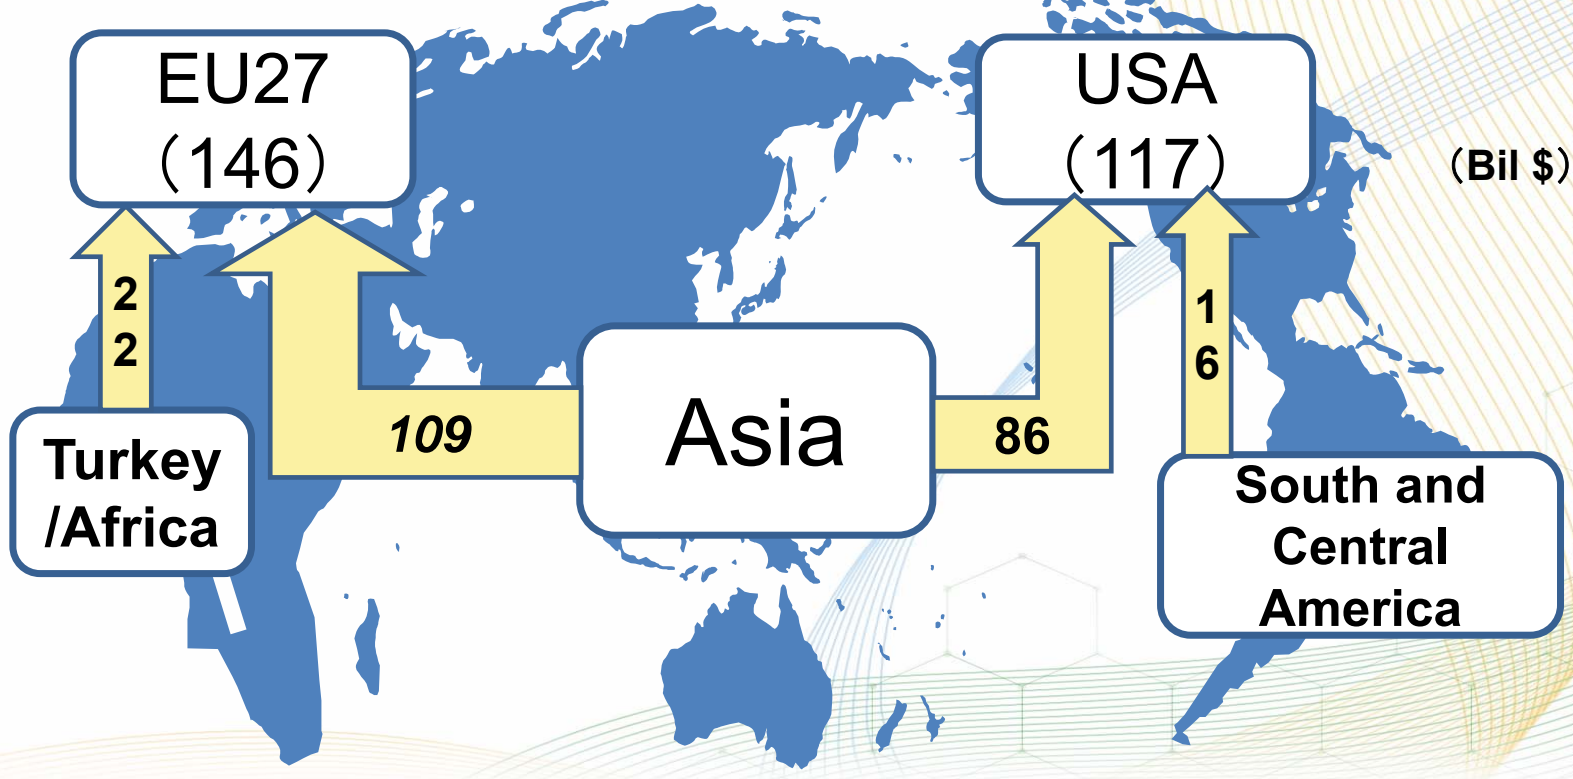 EU27
（146）
USA
（117）
（Bil $）
2
2
109
Asia
86
1
6
Turkey
/Africa
South and
Central
America